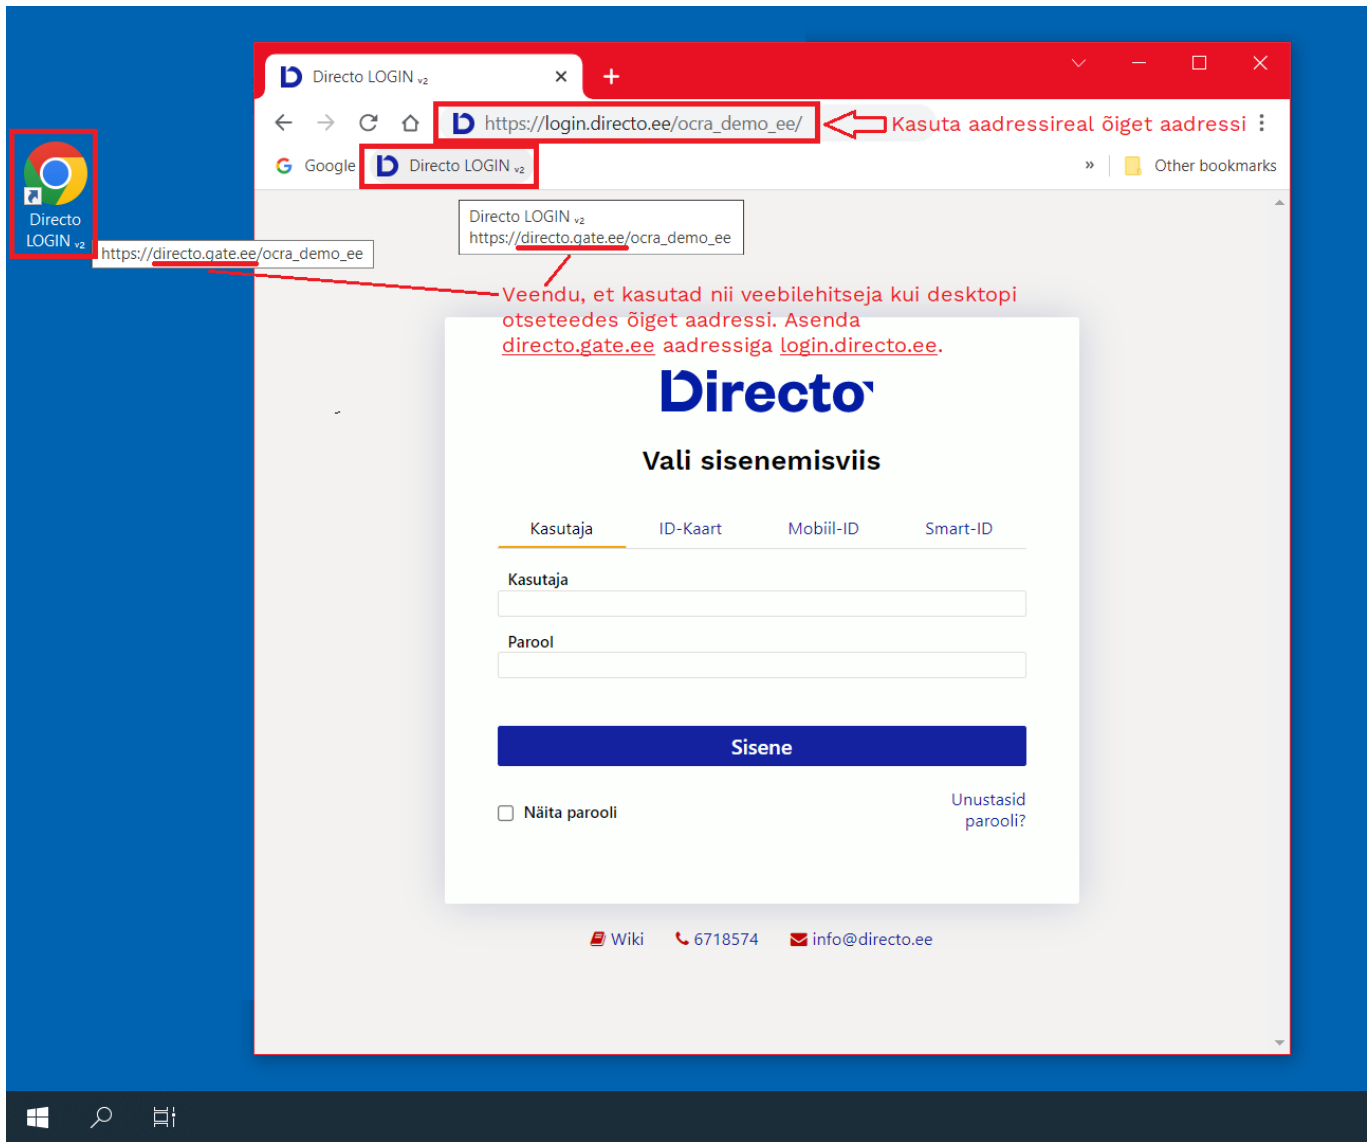 Directo LOGIN v2
https://login.directo.ee/ocra_demo_ee/
Kasuta aadressireal õiget aadressi
Google
Directo LOGIN v2
»
Other bookmarks
Directo
LOGIN v2
https://directo.gate.ee/ocra_demo_ee
Directo LOGIN v2
https://directo.gate.ee/ocra_demo_ee
Veendu, et kasutad nii veebilehitseja kui desktopi
otseteedes õiget aadressi. Asenda
directo.gate.ee aadressiga login.directo.ee.
Directo
Vali sisenemisviis
Kasutaja ID-Kaart Mobiil-ID Smart-ID
Kasutaja
Parool
Sisene
Näita parooli
Unustasid
parooli?
Wiki 6718574 info@directo.ee